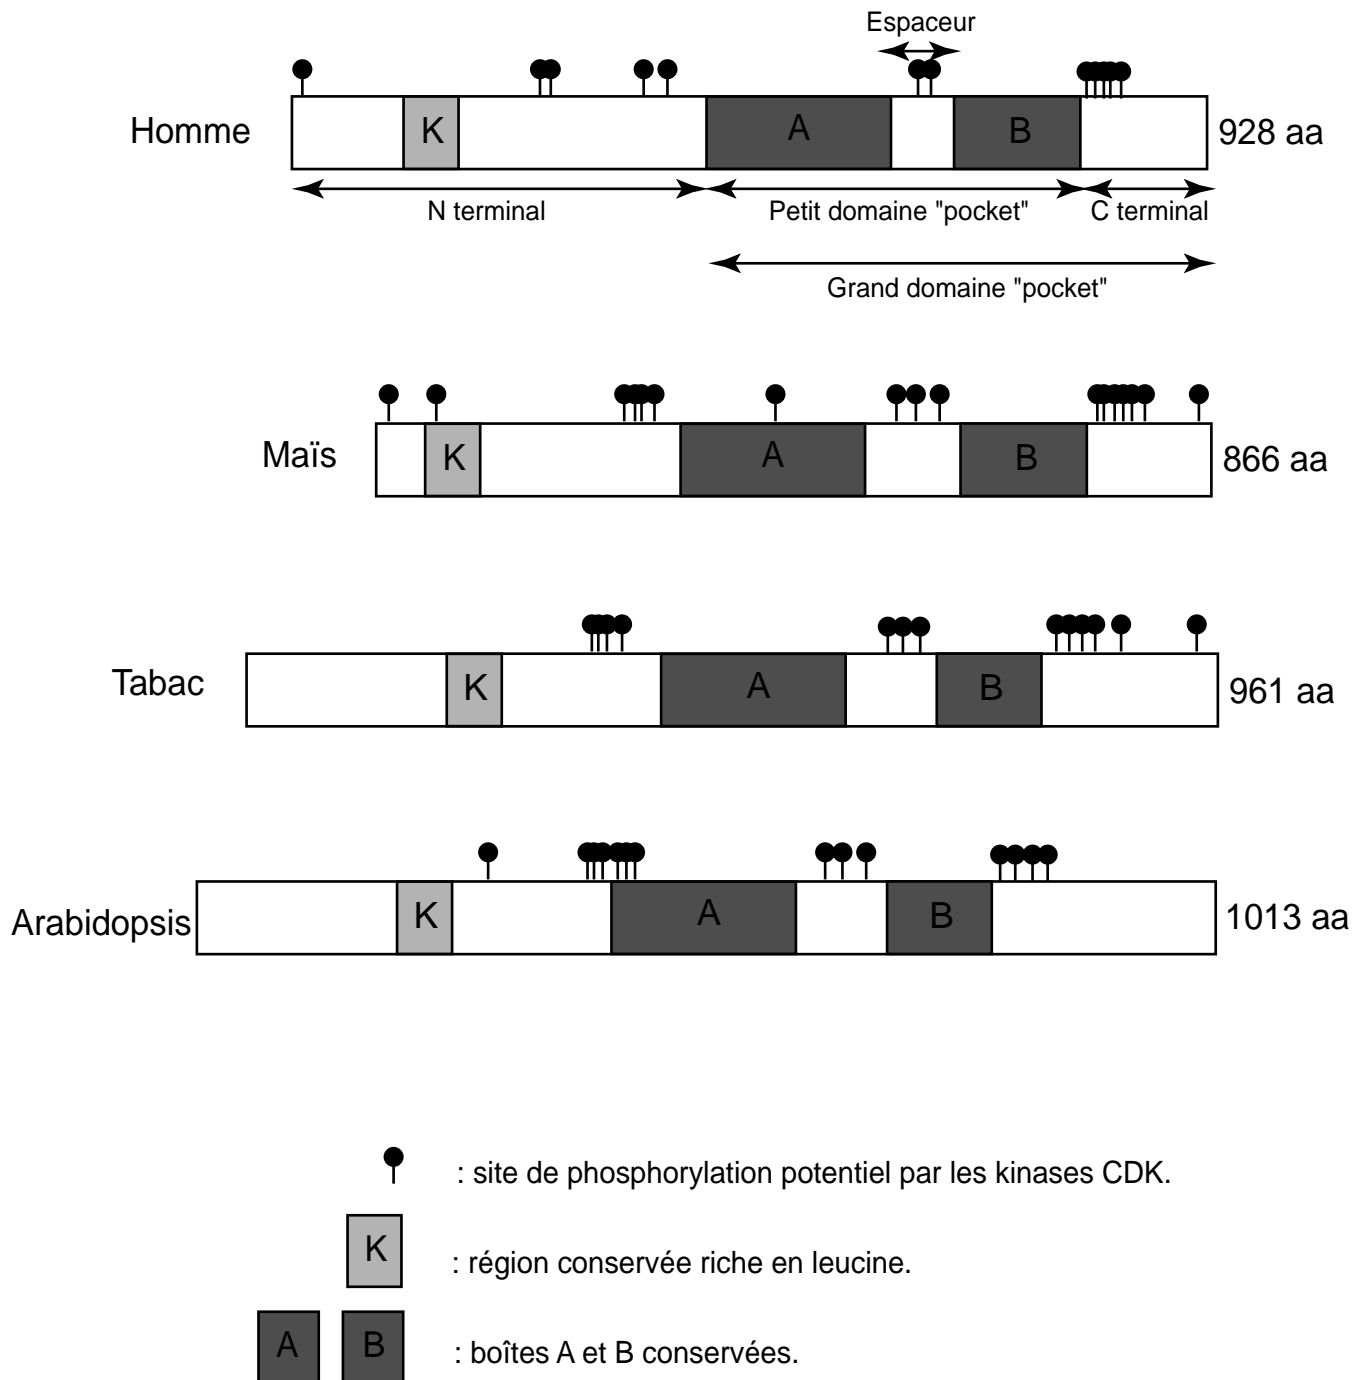 Espaceur
Homme
K
A
B
928 aa
N terminal
Petit domaine "pocket"
C terminal
Grand domaine "pocket"
Maïs
K
A
B
866 aa
Tabac
K
A
B
961 aa
Arabidopsis
K
A
B
1013 aa
: site de phosphorylation potentiel par les kinases CDK.
K
: région conservée riche en leucine.
A
B
: boîtes A et B conservées.